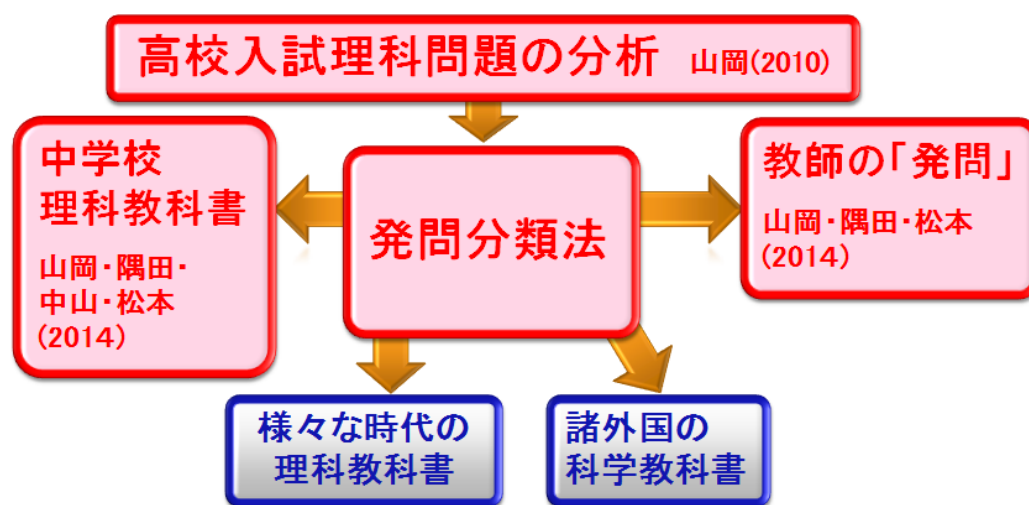 高校入試理科問題の分析 山岡(2010)
中学校
理科教科書
山岡・隅田・
中山・松本
(2014)
発問分類法
教師の「発問」
山岡・隅田・松本
(2014)
様々な時代の
理科教科書
諸外国の
科学教科書